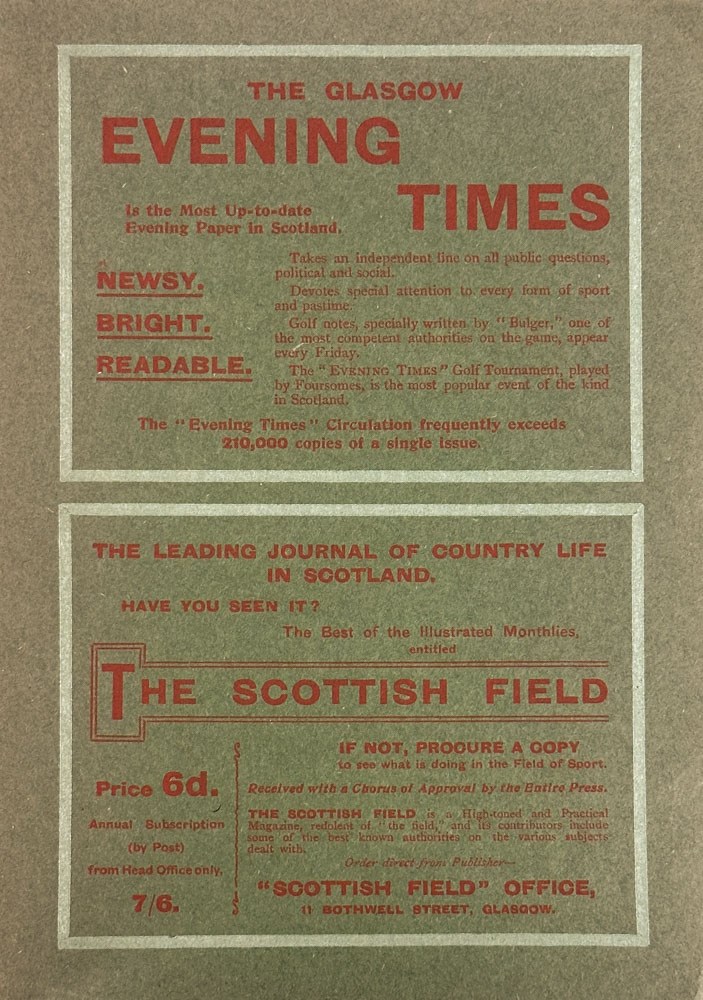 THE GLASGOW
EVENING
TIMES
Is the Most Up-to-date
Evening Paper in Scotland.
NEWSY.
BRIGHT.
READABLE.
Takes an independent line on all public questions,
political and social.
Devotes special attention to every form of sport
and pastime.
Golf notes, specially written by "Bulger," one of
the most competent authorities on the game, appear
every Friday.
The "EVENING TIMES" Golf Tournament, played
by Foursomes, is the most popular event of the kind
in Scotland.
The "Evening Times" Circulation frequently exceeds
210,000 copies of a single issue.
THE LEADING JOURNAL OF COUNTRY LIFE
IN SCOTLAND.
HAVE YOU SEEN IT?
The Best of the Illustrated Monthlies,
entitled
THE SCOTTISH FIELD
Price 6d.
Annual Subscription
(by Post)
from Head Office only,
7/6.
IF NOT, PROCURE A COPY
to see what is doing in the Field of Sport.
Received with a Chorus of Approval by the Entire Press.
THE SCOTTISH FIELD is a High-toned and Practical
Magazine, redolent of "the field," and its contributors include
some of the best known authorities on the various subjects
dealt with.
Order direct from Publisher—
"SCOTTISH FIELD" OFFICE,
11 BOTHWELL STREET, GLASGOW.